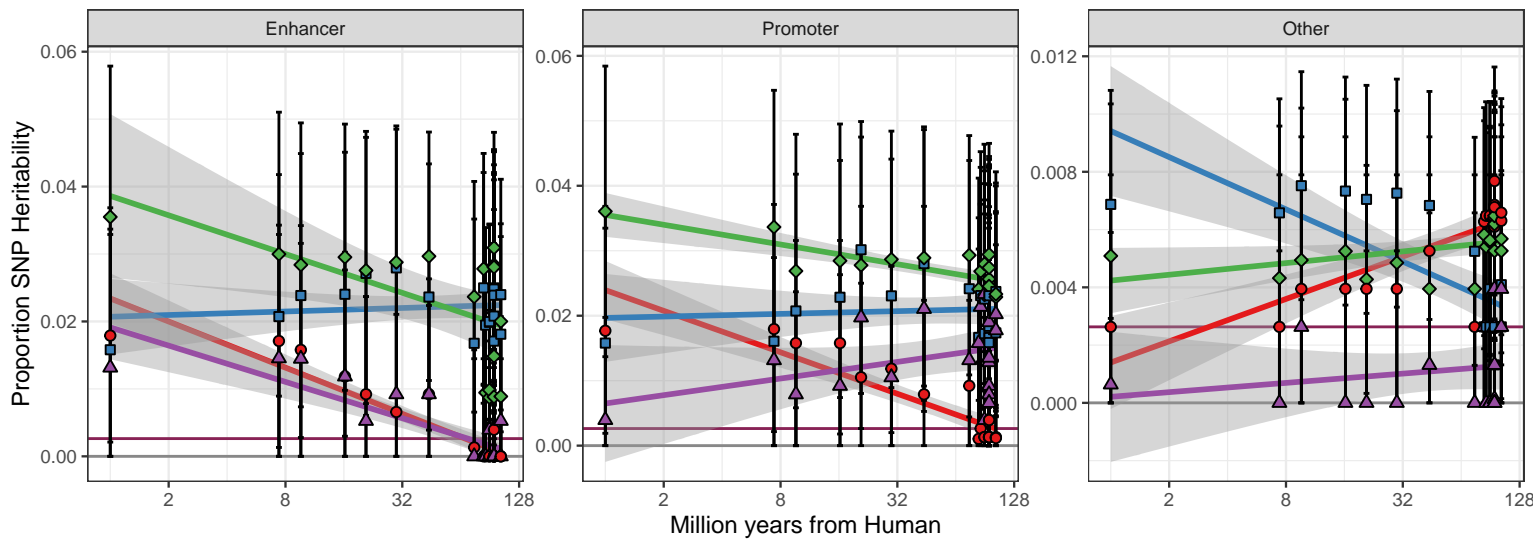 Enhancer
Promoter
Other
Proportion SNP Heritability
0.06
0.04
0.02
0.00
0.06
0.04
0.02
0.00
0.012
0.008
0.004
0.000
2 8 32 128
2 8 32 128
2 8 32 128
Million years from Human